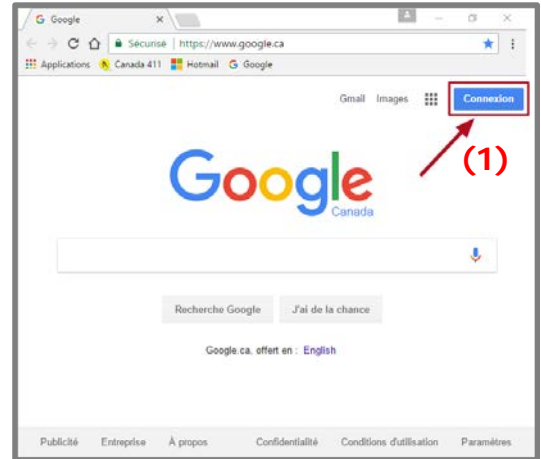 Google
Sécurisé | https://www.google.ca
Applications Canada 411 Hotmail Google
Gmail Images Connexion
(1)
Google
Canada
Recherche Google J'ai de la chance
Google.ca offert en : English
Publicité Entreprise À propos Confidentialité Conditions d'utilisation Paramètres